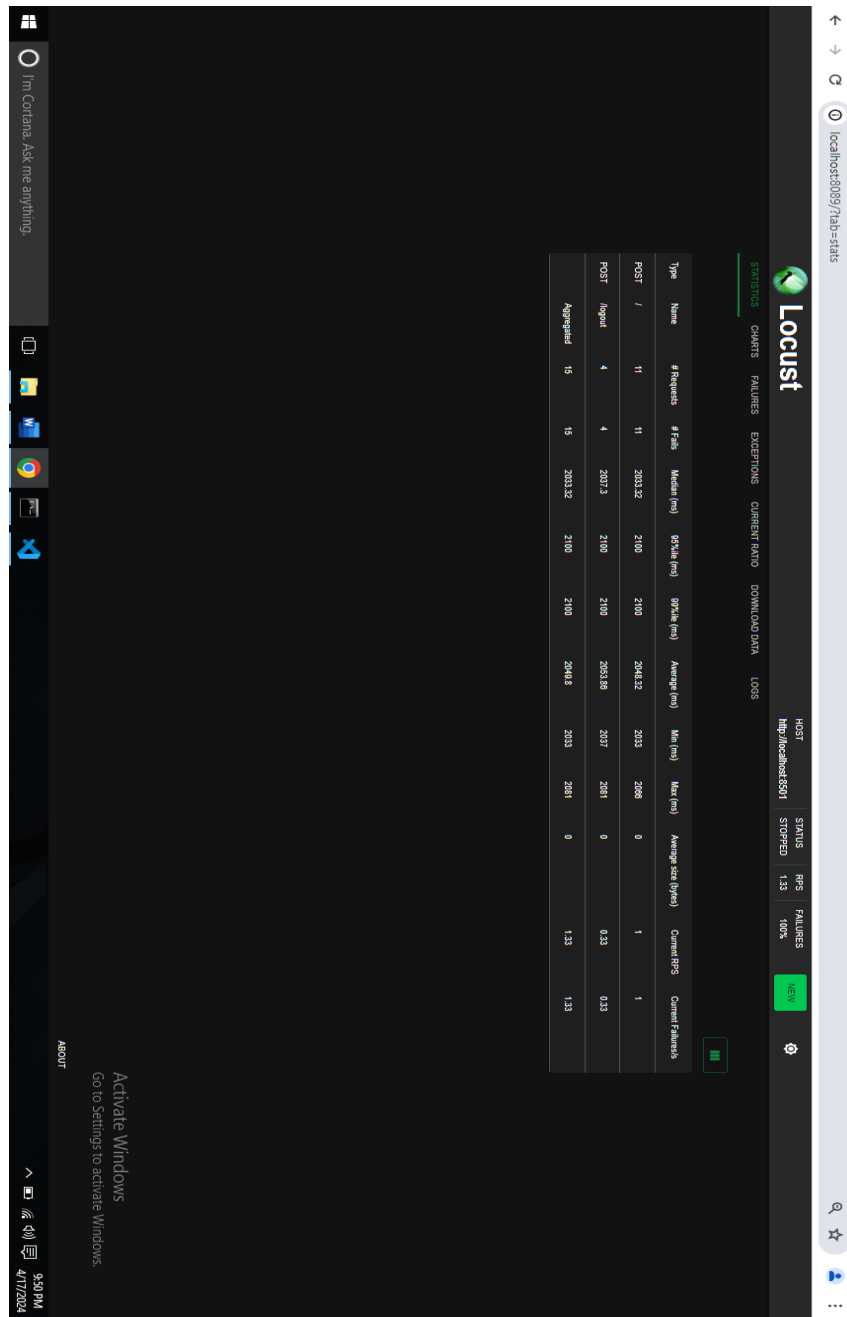 localhost:8089/?tab=stats
Locust
HOST
http://localhost:8501
STATUS
STOPPED
RPS
1.33
FAILURES
100%
NEW
STATISTICS CHARTS FAILURES EXCEPTIONS CURRENT RATIO DOWNLOAD DATA LOGS
Type Name # Requests # Fails Median (ms) 95%ile (ms) 99%ile (ms) Average (ms) Min (ms) Max (ms) Average size (bytes) Current RPS Current Failures/s
POST / 11 11 2033.32 2100 2100 2048.32 2033 2066 0 1 1
POST /logout 4 4 2037.3 2100 2100 2053.86 2037 2081 0 0.33 0.33
Aggregated 15 15 2033.32 2100 2100 2049.8 2033 2081 0 1.33 1.33
Activate Windows
Go to Settings to activate Windows.
ABOUT
I'm Cortana. Ask me anything.
9:50 PM
4/17/2024